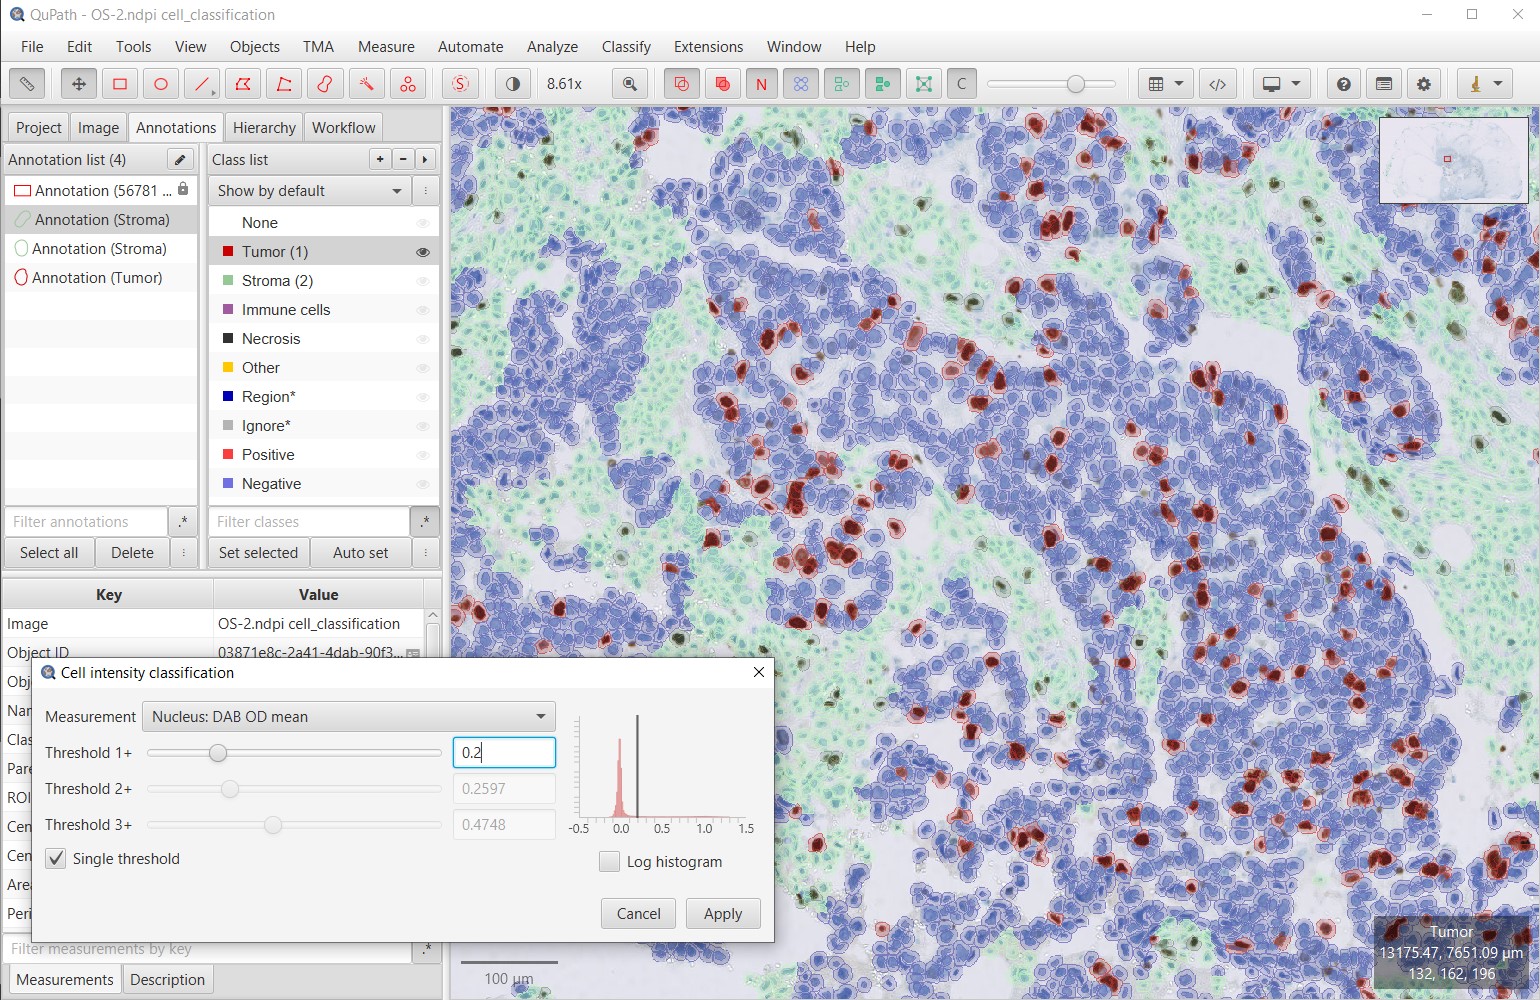 QuPath - OS-2.ndpi cell_classification
File Edit Tools View Objects TMA Measure Automate Analyze Classify Extensions Window Help
S 8.61x N C
Project Image Annotations Hierarchy Workflow
Annotation list (4)
Annotation (56781 ...
Annotation (Stroma)
Annotation (Stroma)
Annotation (Tumor)
Filter annotations .*
Select all Delete
Class list + -
Show by default
None
Tumor (1)
Stroma (2)
Immune cells
Necrosis
Other
Region*
Ignore*
Positive
Negative
Filter classes .*
Set selected Auto set
Key Value
Image OS-2.ndpi cell_classification
Object ID 03871e8c-2a41-4dab-90f3...
Obj
Nan
Clas
Pare
ROI
Cen
Cen
Area
Peri
Cell intensity classification
Measurement Nucleus: DAB OD mean
Threshold 1+ 0.2
Threshold 2+ 0.2597
Threshold 3+ 0.4748
Single threshold
-0.5 0.0 0.5 1.0 1.5
Log histogram
Cancel Apply
Filter measurements by key .*
Measurements Description
100 µm
Tumor
13175.47, 7651.09 µm
132, 162, 196